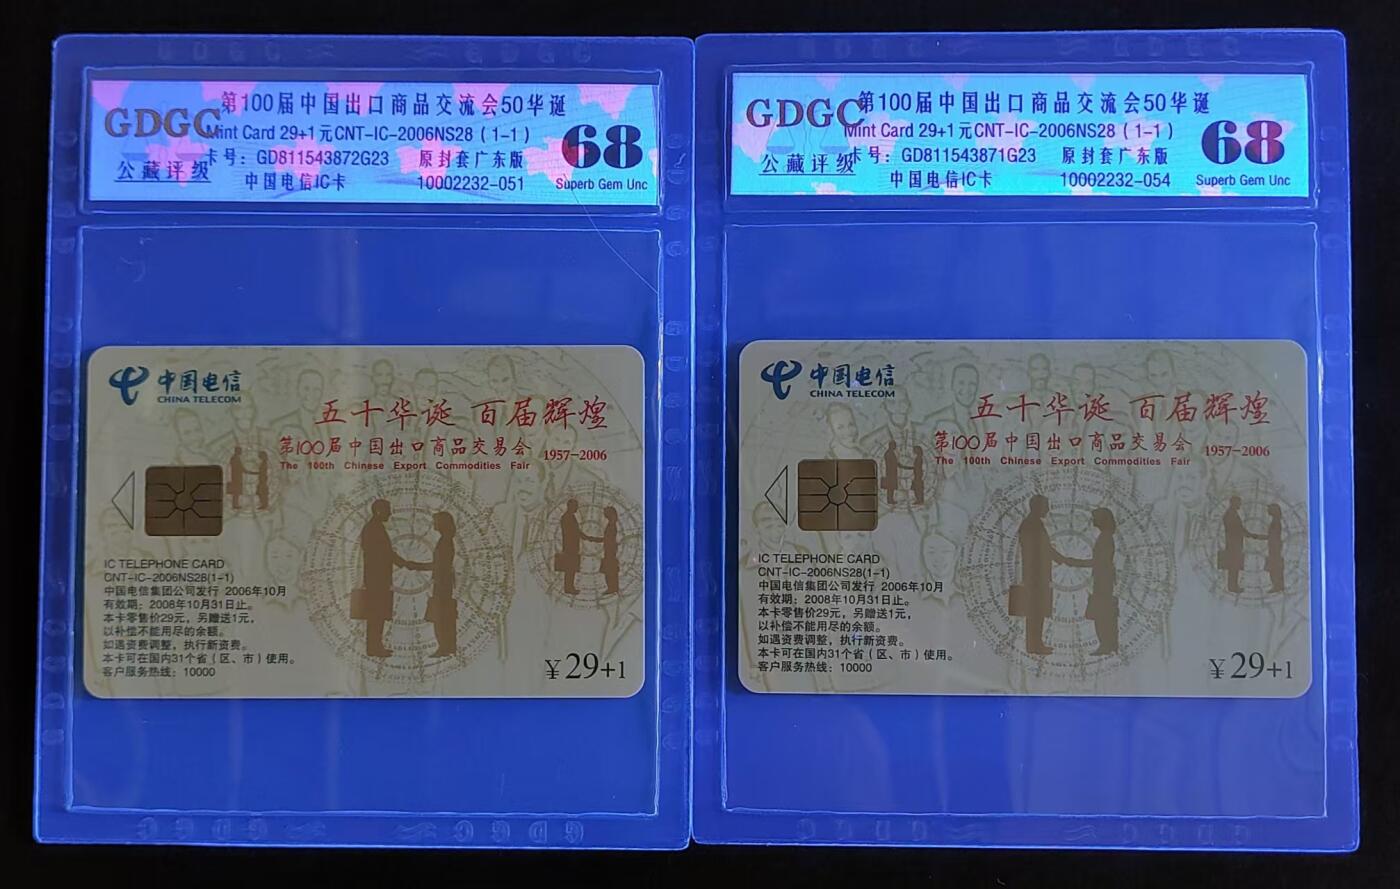 GDGC
公藏评级
第100届中国出口商品交流会50华诞
Mint Card 29+1元CNT-IC-2006NS28 (1-1)
卡号：GD811543872G23 原封套广东版
中国电信IC卡 10002232-051
68
Superb Gem Unc
中国电信
CHINA TELECOM
五十华诞 百届辉煌
第100届中国出口商品交易会 1957-2006
The 100th Chinese Export Commodities Fair
IC TELEPHONE CARD
CNT-IC-2006NS28(1-1)
中国电信集团公司发行 2006年10月
有效期：2008年10月31日止。
本卡零售价29元，另赠送1元，
以补偿不能用尽的余额。
如遇资费调整，执行新资费。
本卡可在国内31个省（区、市）使用。
客户服务热线：10000
¥29+1
GDGC
公藏评级
第100届中国出口商品交流会50华诞
Mint Card 29+1元CNT-IC-2006NS28 (1-1)
卡号：GD811543871G23 原封套广东版
中国电信IC卡 10002232-054
68
Superb Gem Unc
中国电信
CHINA TELECOM
五十华诞 百届辉煌
第100届中国出口商品交易会 1957-2006
The 100th Chinese Export Commodities Fair
IC TELEPHONE CARD
CNT-IC-2006NS28(1-1)
中国电信集团公司发行 2006年10月
有效期：2008年10月31日止。
本卡零售价29元，另赠送1元，
以补偿不能用尽的余额。
如遇资费调整，执行新资费。
本卡可在国内31个省（区、市）使用。
客户服务热线：10000
¥29+1